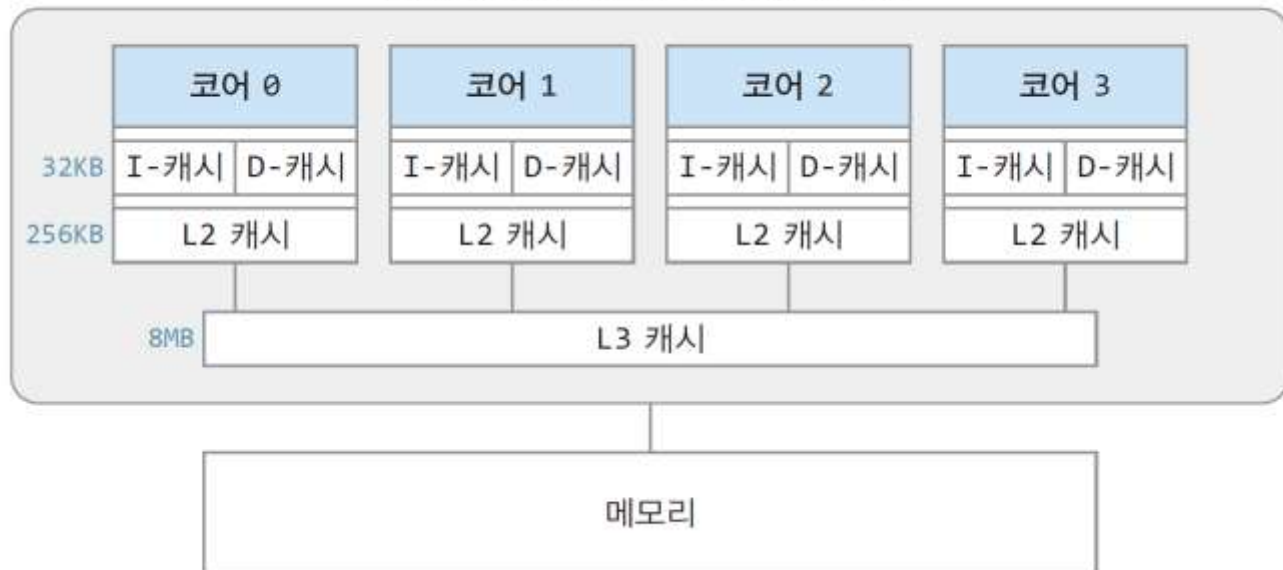 코어 0 코어 1 코어 2 코어 3
32KB I-캐시 D-캐시 I-캐시 D-캐시 I-캐시 D-캐시 I-캐시 D-캐시
256KB L2 캐시 L2 캐시 L2 캐시 L2 캐시
8MB L3 캐시
메모리